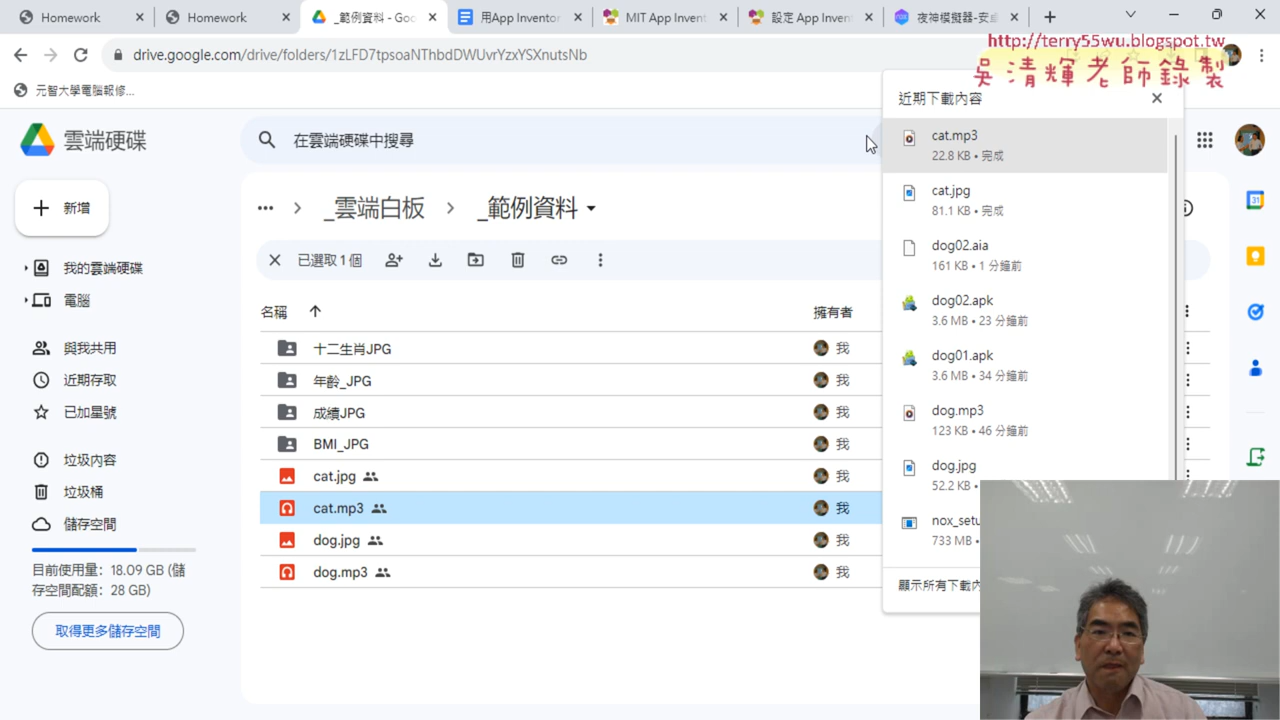 Homework
Homework
_範例資料 - Goo
用App Inventor
MIT App Invent
設定 App Inven
夜神模擬器-安卓
drive.google.com/drive/folders/1zLFD7tpsoaNThbdDWUvrYzxYSXnutsNb
http://terry55wu.blogspot.tw
吳清輝老師錄製
元智大學電腦報修...
近期下載內容
雲端硬碟
在雲端硬碟中搜尋
cat.mp3
22.8 KB • 完成
新增
_雲端白板
_範例資料
cat.jpg
81.1 KB • 完成
已選取 1 個
dog02.aia
161 KB • 1 分鐘前
我的雲端硬碟
電腦
名稱
擁有者
dog02.apk
3.6 MB • 23 分鐘前
與我共用
十二生肖JPG
我
dog01.apk
3.6 MB • 34 分鐘前
近期存取
年齡_JPG
我
已加星號
成績JPG
我
dog.mp3
123 KB • 46 分鐘前
BMI_JPG
我
垃圾內容
cat.jpg
我
dog.jpg
52.2 KB •
垃圾桶
cat.mp3
我
儲存空間
nox_setu
733 MB •
dog.jpg
我
目前使用量：18.09 GB (儲
存空間配額：28 GB)
dog.mp3
我
顯示所有下載內
取得更多儲存空間
31